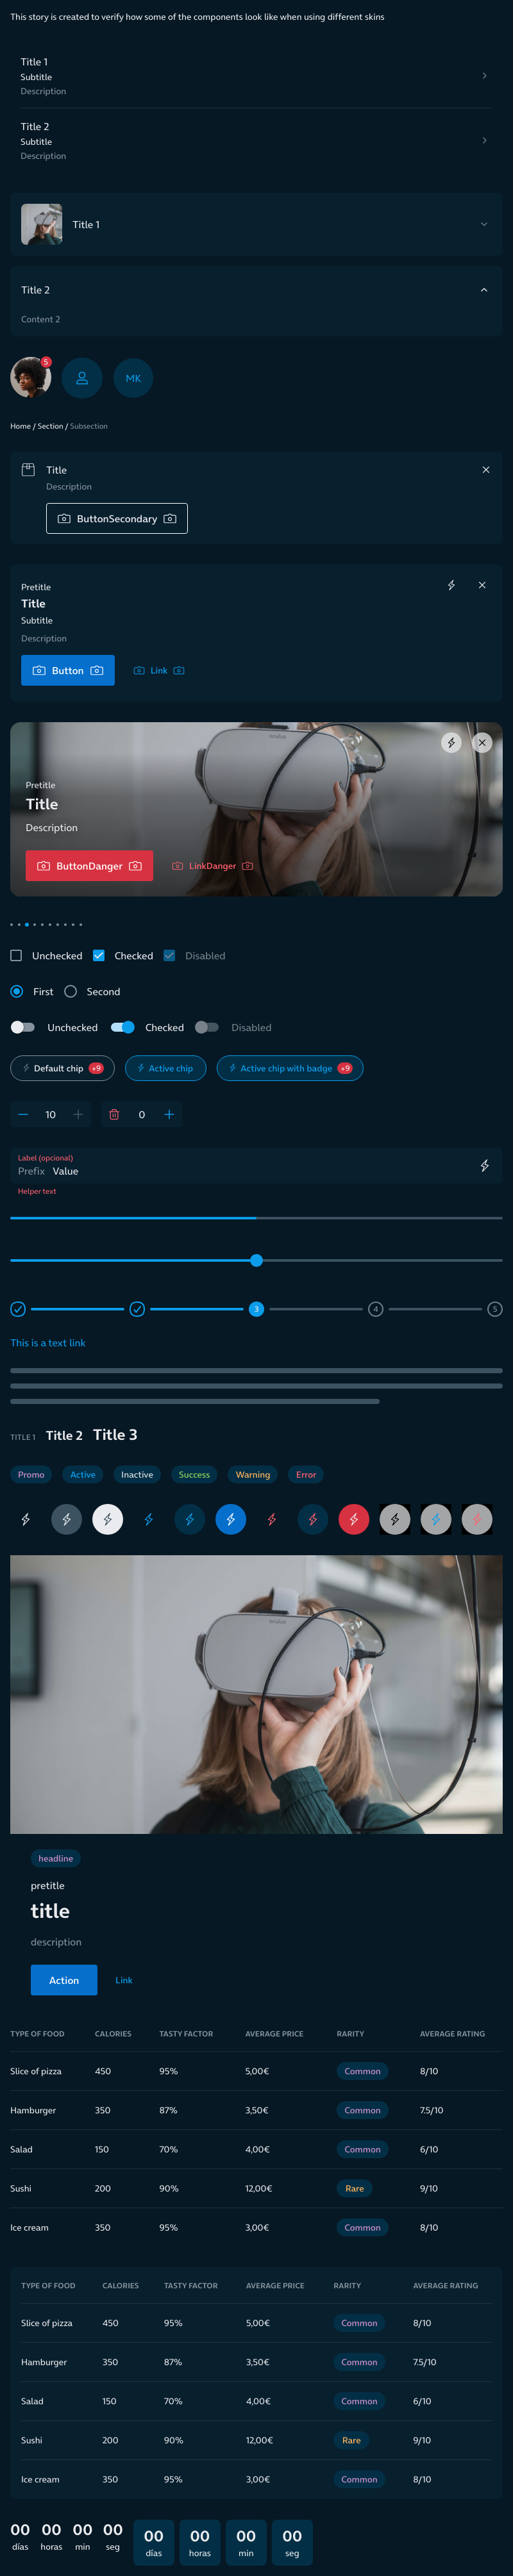 This story is created to verify how some of the components look like when using different skins
Title 1
Subtitle
Description
Title 2
Subtitle
Description
Title 1
Title 2
Content 2
5
MK
Home / Section / Subsection
Title
Description
ButtonSecondary
Pretitle
Title
Subtitle
Description
Button Link
oculus
Pretitle
Title
Description
ButtonDanger LinkDanger
Unchecked Checked Disabled
First Second
Unchecked Checked Disabled
Default chip +9 Active chip Active chip with badge +9
10 0
Label (optional)
Prefix Value
Helper text
3 4 5
This is a text link
TITLE 1 Title 2 Title 3
Promo Active Inactive Success Warning Error
oculus
headline
pretitle
title
description
Action Link
TYPE OF FOOD CALORIES TASTY FACTOR AVERAGE PRICE RARITY AVERAGE RATING
Slice of pizza 450 95% 5,00€ Common 8/10
Hamburger 350 87% 3,50€ Common 7.5/10
Salad 150 70% 4,00€ Common 6/10
Sushi 200 90% 12,00€ Rare 9/10
Ice cream 350 95% 3,00€ Common 8/10
TYPE OF FOOD CALORIES TASTY FACTOR AVERAGE PRICE RARITY AVERAGE RATING
Slice of pizza 450 95% 5,00€ Common 8/10
Hamburger 350 87% 3,50€ Common 7.5/10
Salad 150 70% 4,00€ Common 6/10
Sushi 200 90% 12,00€ Rare 9/10
Ice cream 350 95% 3,00€ Common 8/10
00 00 00 00 00 00 00 00
días horas min seg días horas min seg